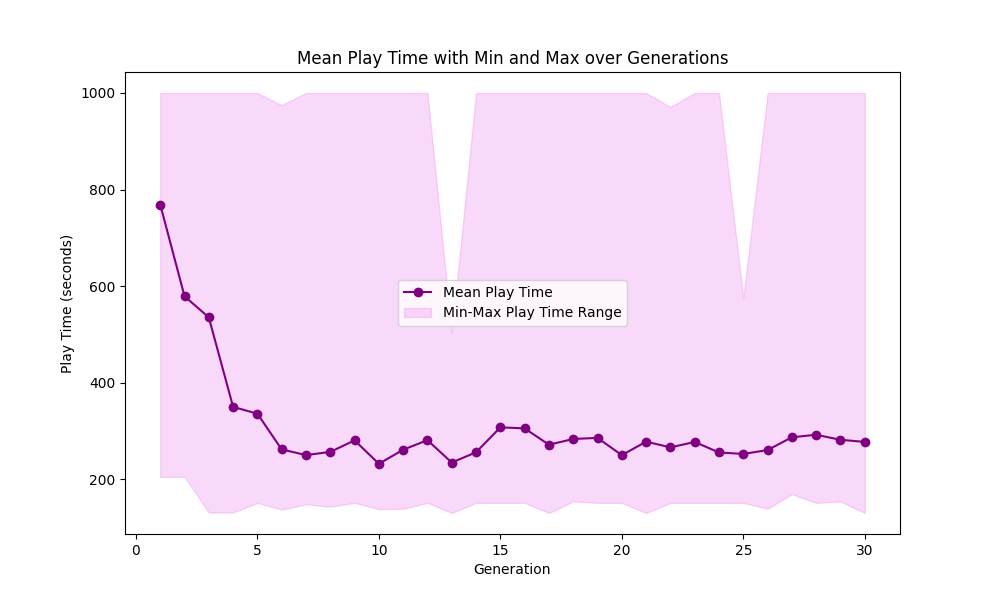 Mean Play Time with Min and Max over Generations
1000
800
600
400
200
Play Time (seconds)
Mean Play Time
Min-Max Play Time Range
0
5
10
15
20
25
30
Generation